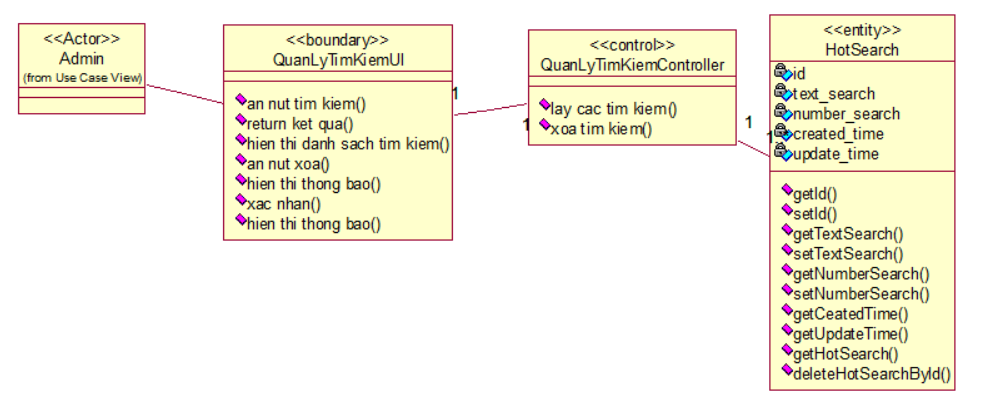 <<Actor>>
Admin
(from Use Case View)
<<boundary>>
QuanLyTimKiemUI
an nut tim kiem()
return ket qua()
hien thi danh sach tim kiem()
an nut xoa()
hien thi thong bao()
xac nhan()
hien thi thong bao()
1
1
<<control>>
QuanLyTimKiemController
lay cac tim kiem()
xoa tim kiem()
1
1
<<entity>>
HotSearch
id
text_search
number_search
created_time
update_time
getId()
setId()
getTextSearch()
setTextSearch()
getNumberSearch()
setNumberSearch()
getCeatedTime()
getUpdateTime()
getHotSearch()
deleteHotSearchById()